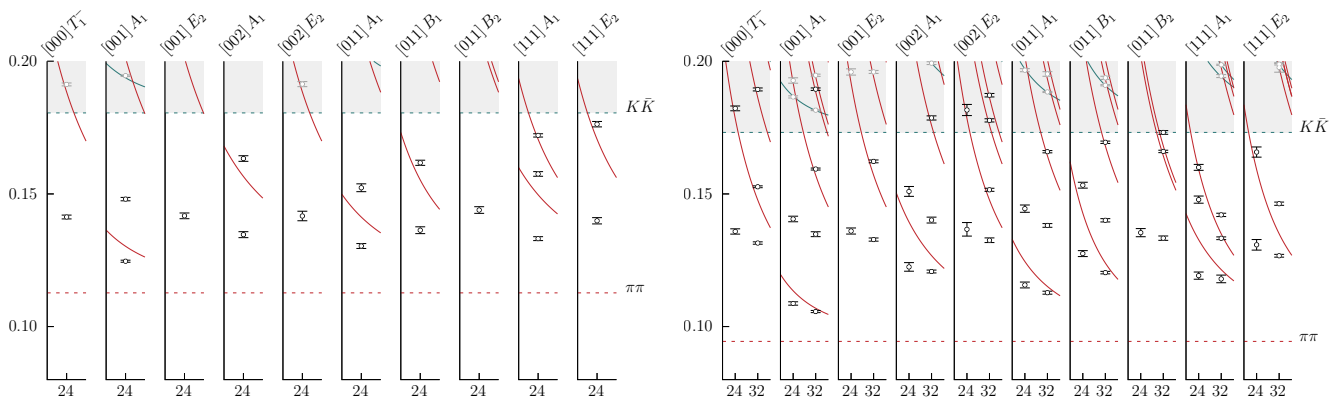 [000] T₁⁻ [001] A₁ [001] E₂ [002] A₁ [002] E₂ [011] A₁ [011] B₁ [011] B₂ [111] A₁ [111] E₂
0.20
K K̄
0.15
ππ
0.10
24 24 24 24 24 24 24 24 24 24
[000] T₁⁻ [001] A₁ [001] E₂ [002] A₁ [002] E₂ [011] A₁ [011] B₁ [011] B₂ [111] A₁ [111] E₂
0.20
K K̄
0.15
ππ
0.10
24 32 24 32 24 32 24 32 24 32 24 32 24 32 24 32 24 32 24 32